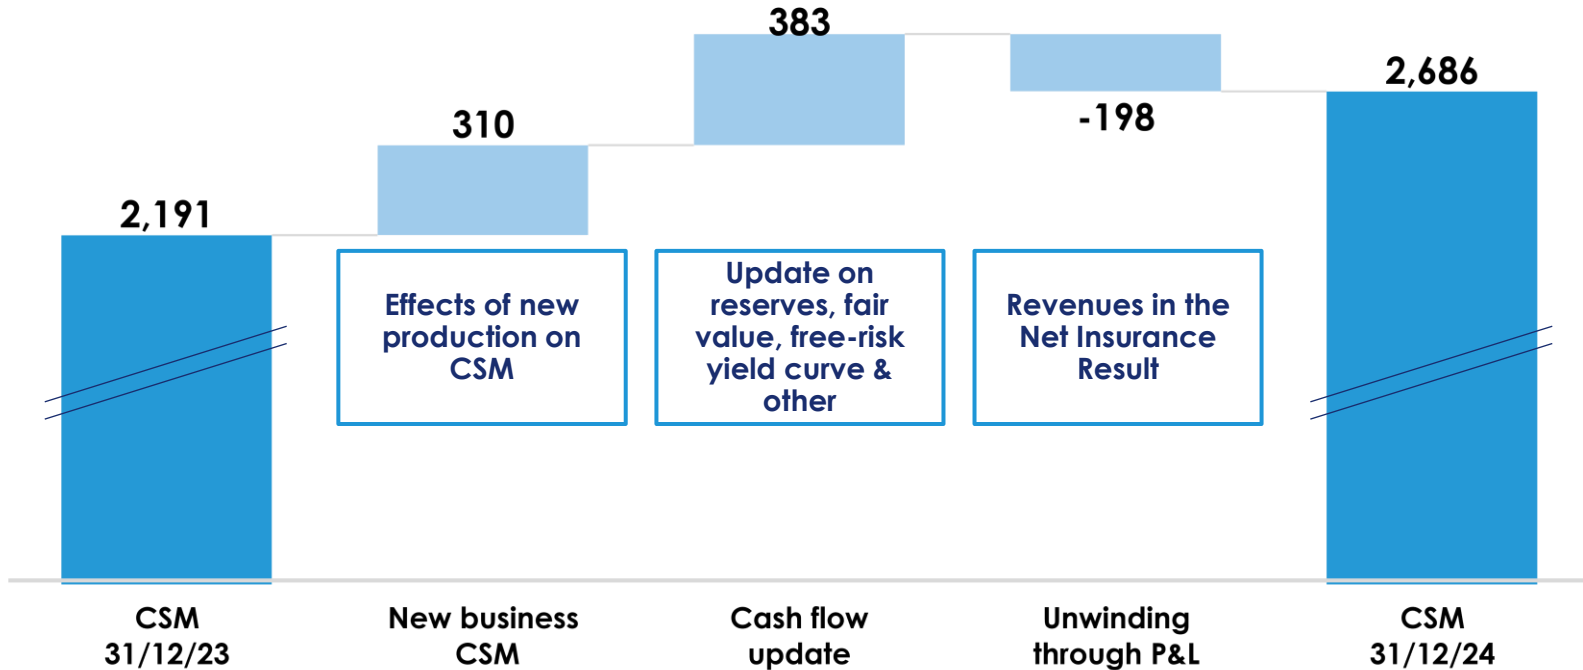 383
2,686
310
-198
2,191
Effects of new
production on
CSM
Update on
reserves, fair
value, free-risk
yield curve &
other
Revenues in the
Net Insurance
Result
CSM
31/12/23
New business
CSM
Cash flow
update
Unwinding
through P&L
CSM
31/12/24